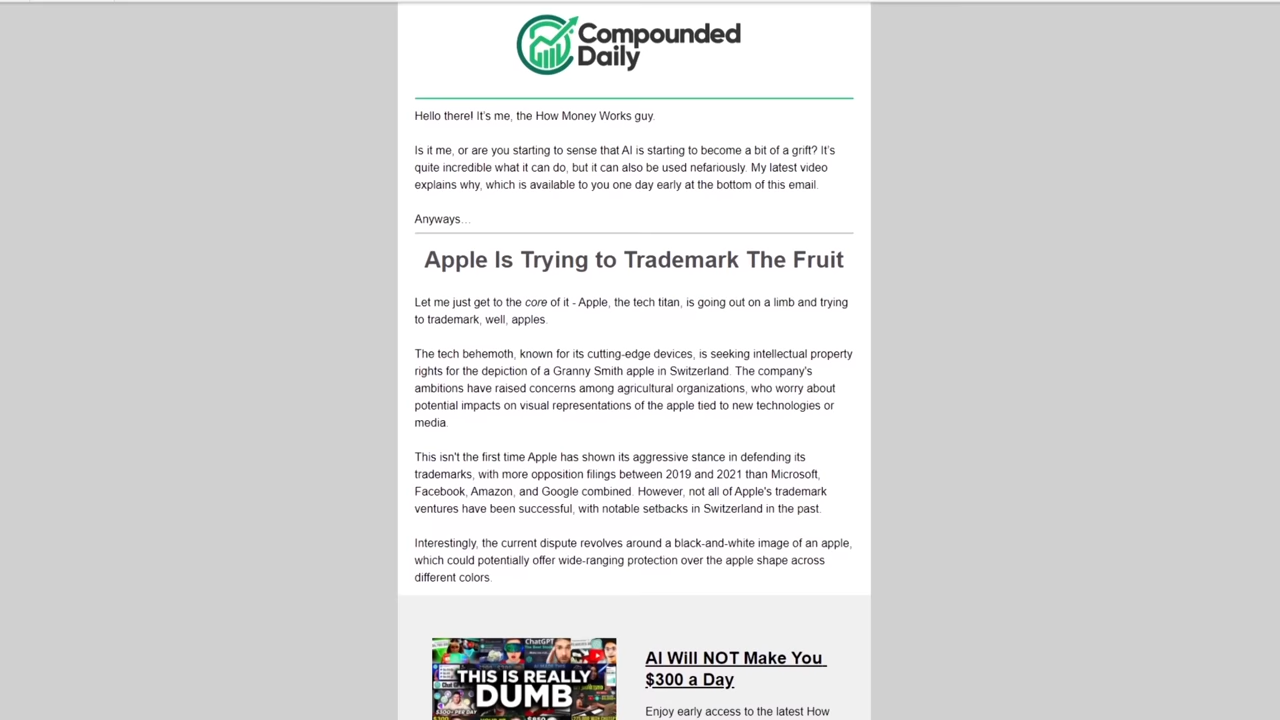 Compounded
Daily
Hello there! It's me, the How Money Works guy.
Is it me, or are you starting to sense that AI is starting to become a bit of a grift? It's
quite incredible what it can do, but it can also be used nefariously. My latest video
explains why, which is available to you one day early at the bottom of this email.
Anyways...
Apple Is Trying to Trademark The Fruit
Let me just get to the core of it - Apple, the tech titan, is going out on a limb and trying
to trademark, well, apples.
The tech behemoth, known for its cutting-edge devices, is seeking intellectual property
rights for the depiction of a Granny Smith apple in Switzerland. The company's
ambitions have raised concerns among agricultural organizations, who worry about
potential impacts on visual representations of the apple tied to new technologies or
media.
This isn't the first time Apple has shown its aggressive stance in defending its
trademarks, with more opposition filings between 2019 and 2021 than Microsoft,
Facebook, Amazon, and Google combined. However, not all of Apple's trademark
ventures have been successful, with notable setbacks in Switzerland in the past.
Interestingly, the current dispute revolves around a black-and-white image of an apple,
which could potentially offer wide-ranging protection over the apple shape across
different colors.
ChatGPT
THIS IS REALLY
DUMB
AI Will NOT Make You
$300 a Day
Enjoy early access to the latest How